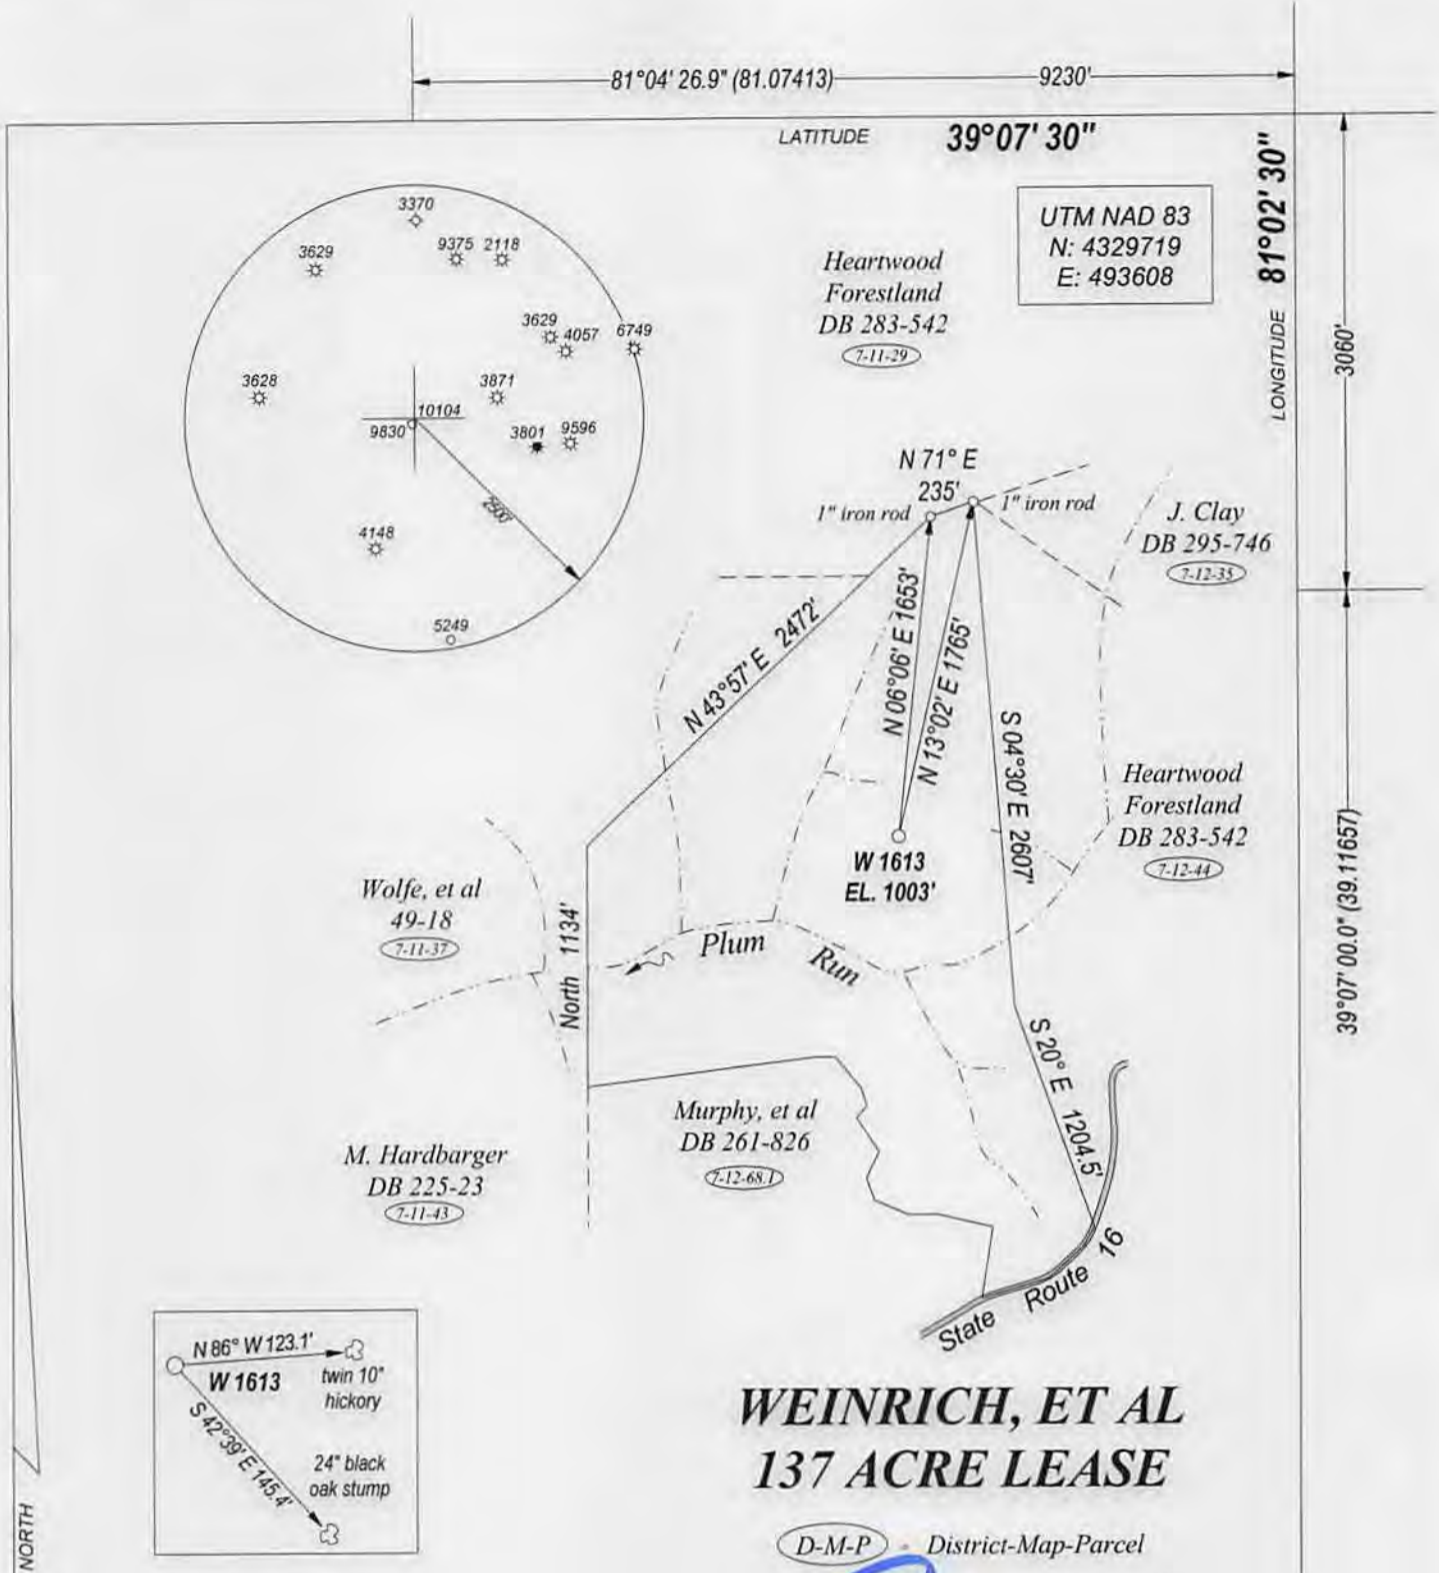 81°04' 26.9" (81.07413)
9230'
LATITUDE 39°07' 30"
LONGITUDE 81°02' 30"
UTM NAD 83
N: 4329719
E: 493608
3060'
39°07' 00.0" (39.11657)
3370
3629
9375 2118
3629
4057
6749
3628
3871
10104
9830
3801
9596
2500'
4148
5249
Heartwood
Forestland
DB 283-542
7-11-29
N 71° E
235'
1" iron rod
1" iron rod
J. Clay
DB 295-746
7-12-35
N 43°57' E 2472'
N 06°06' E 1653'
N 13°02' E 1765'
S 04°30' E 2607'
Heartwood
Forestland
DB 283-542
7-12-44
W 1613
EL. 1003'
Wolfe, et al
49-18
7-11-37
North 1134'
Plum Run
S 20° E 1204.5'
Murphy, et al
DB 261-826
7-12-68.1
M. Hardbarger
DB 225-23
7-11-43
State Route 16
N 86° W 123.1'
W 1613
twin 10"
hickory
S 42°39' E 145.4'
24" black
oak stump
NORTH
WEINRICH, ET AL
137 ACRE LEASE
D-M-P - District-Map-Parcel